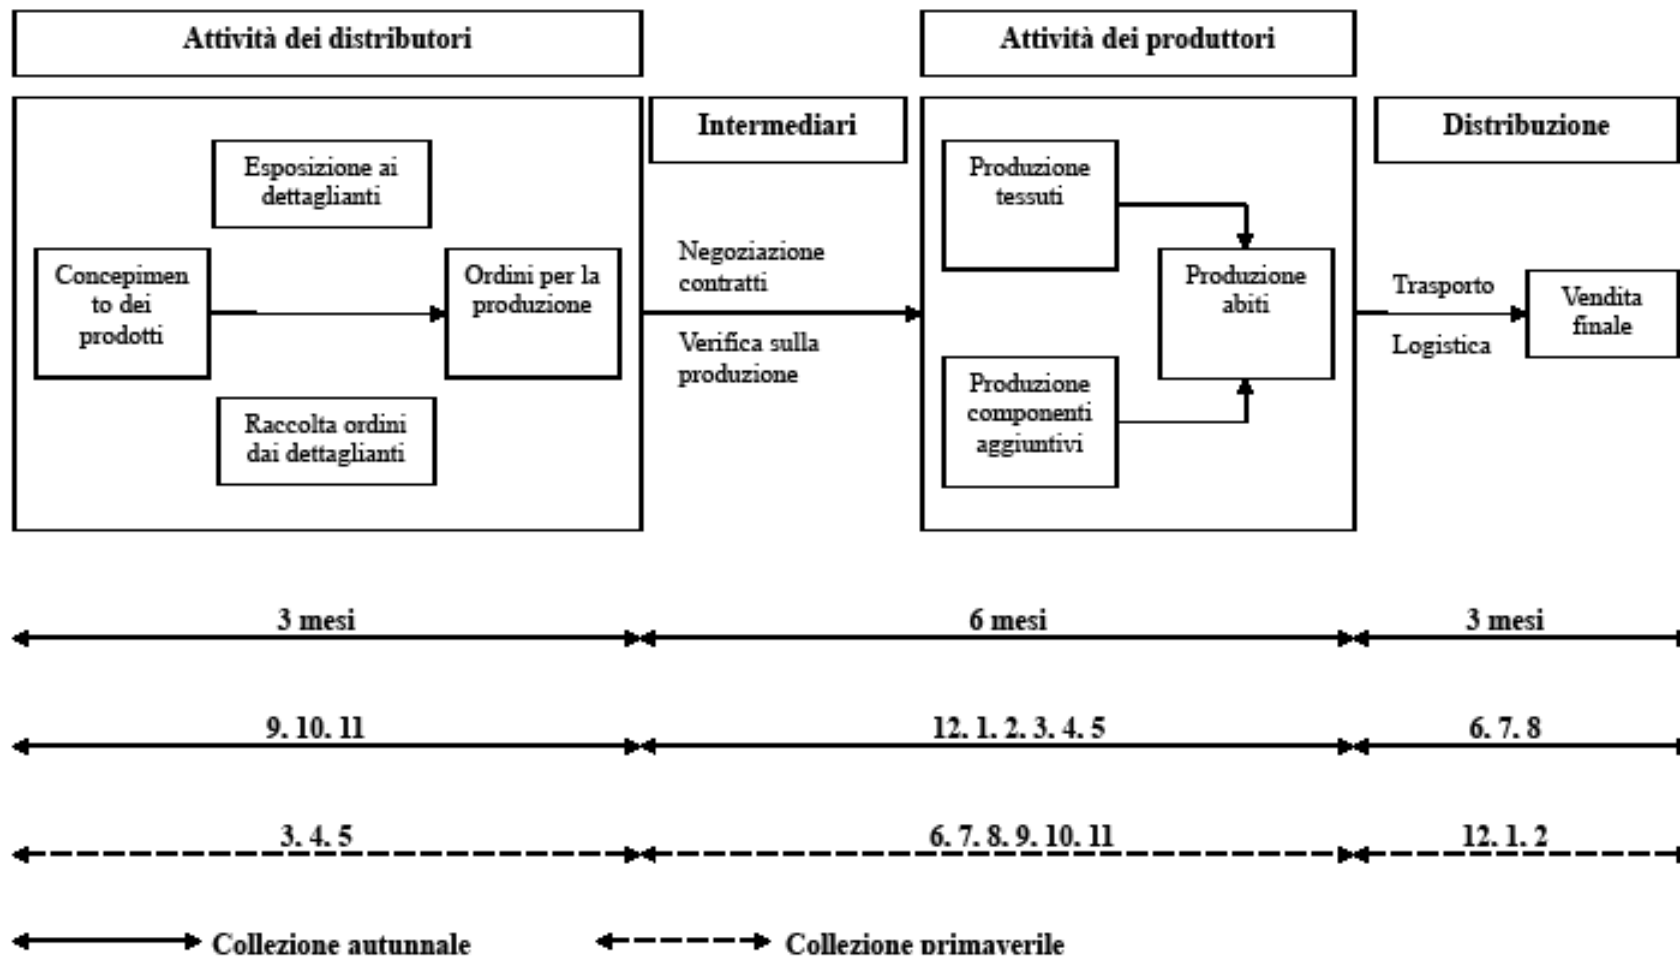 Attività dei distributori
Attività dei produttori
Intermediari
Distribuzione
Esposizione ai
dettaglianti
Concepimen
to dei
prodotti
Ordini per la
produzione
Raccolta ordini
dai dettaglianti
Negoziazione
contratti
Verifica sulla
produzione
Produzione
tessuti
Produzione
abiti
Produzione
componenti
aggiuntivi
Trasporto
Logistica
Vendita
finale
3 mesi
6 mesi
3 mesi
9. 10. 11
12. 1. 2. 3. 4. 5
6. 7. 8
3. 4. 5
6. 7. 8. 9. 10. 11
12. 1. 2
Collezione autunnale
Collezione primaverile